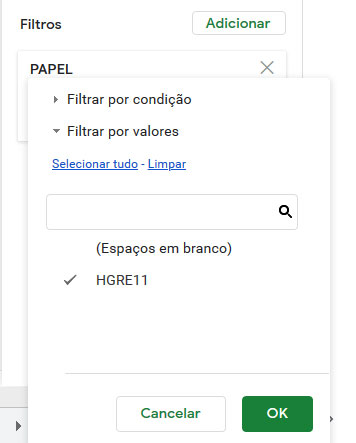 Filtros
Adicionar
PAPEL
Filtrar por condição
Filtrar por valores
Selecionar tudo - Limpar
(Espaços em branco)
HGRE11
Cancelar
OK